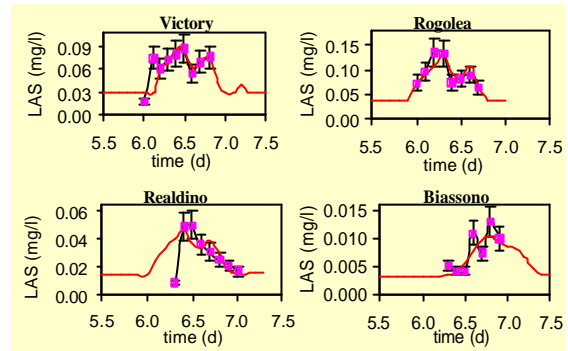 Victory
LAS (mg/l)
0.09
0.06
0.03
0.00
5.5 6.0 6.5 7.0 7.5
time (d)
Rogolea
LAS (mg/l)
0.15
0.10
0.05
0.00
5.5 6.0 6.5 7.0 7.5
time (d)
Realdino
LAS (mg/l)
0.06
0.04
0.02
0.00
5.5 6.0 6.5 7.0 7.5
time (d)
Biassono
LAS (mg/l)
0.015
0.010
0.005
0.000
5.5 6.0 6.5 7.0 7.5
time (d)